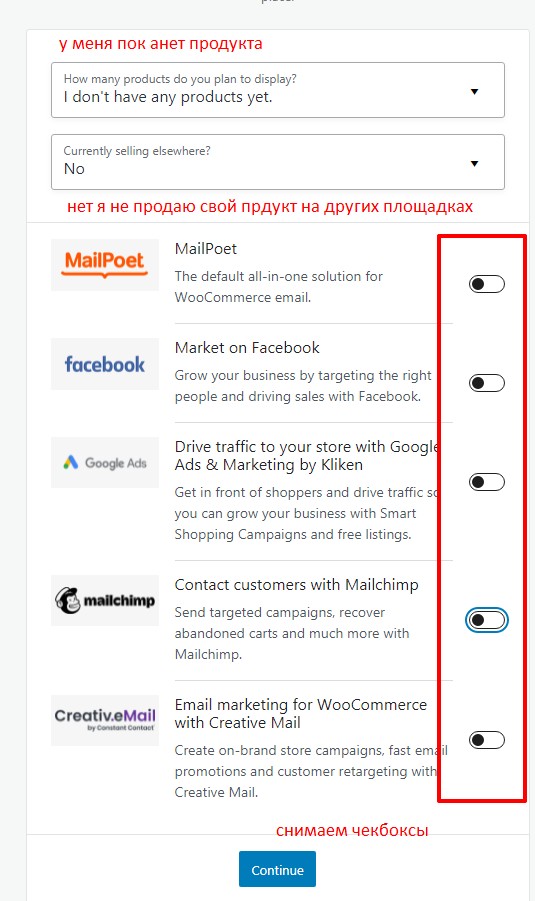 place.
у меня пок анет продукта
How many products do you plan to display?
I don't have any products yet.
Currently selling elsewhere?
No
нет я не продаю свой прдукт на других площадках
MailPoet
MailPoet
The default all-in-one solution for
WooCommerce email.
facebook
Market on Facebook
Grow your business by targeting the right
people and driving sales with Facebook.
Google Ads
Drive traffic to your store with Google
Ads & Marketing by Kliken
Get in front of shoppers and drive traffic so
you can grow your business with Smart
Shopping Campaigns and free listings.
mailchimp
Contact customers with Mailchimp
Send targeted campaigns, recover
abandoned carts and much more with
Mailchimp.
Creativ.eMail
by Constant Contact
Email marketing for WooCommerce
with Creative Mail
Create on-brand store campaigns, fast email
promotions and customer retargeting with
Creative Mail.
снимаем чекбоксы
Continue